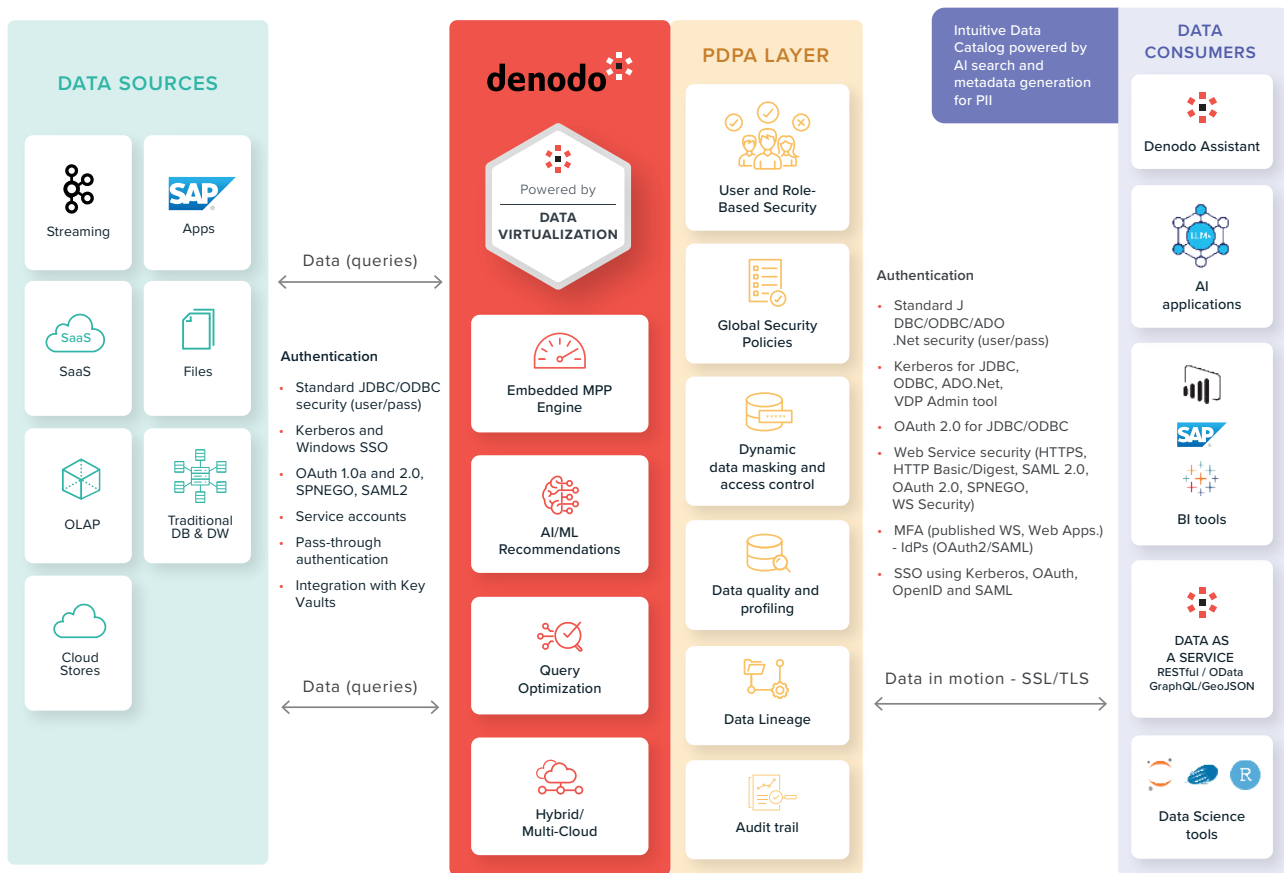 DATA SOURCES
Streaming
SAP
Apps
SaaS
SaaS
Files
OLAP
Traditional
DB & DW
Cloud
Stores
Data (queries)
Authentication
• Standard JDBC/ODBC
security (user/pass)
• Kerberos and
Windows SSO
• OAuth 1.0a and 2.0,
SPNEGO, SAML2
• Service accounts
• Pass-through
authentication
• Integration with Key
Vaults
Data (queries)
denodo
Powered by
DATA
VIRTUALIZATION
Embedded MPP
Engine
AI/ML
Recommendations
Query
Optimization
Hybrid/
Multi-Cloud
PDPA LAYER
User and Role-
Based Security
Global Security
Policies
Dynamic
data masking and
access control
Data quality and
profiling
Data Lineage
Audit trail
Intuitive Data
Catalog powered by
AI search and
metadata generation
for PII
Authentication
• Standard J
DBC/ODBC/ADO
.Net security (user/pass)
• Kerberos for JDBC,
ODBC, ADO.Net,
VDP Admin tool
• OAuth 2.0 for JDBC/ODBC
• Web Service security (HTTPS,
HTTP Basic/Digest, SAML 2.0,
OAuth 2.0, SPNEGO,
WS Security)
• MFA (published WS, Web Apps.)
- IdPs (OAuth2/SAML)
• SSO using Kerberos, OAuth,
OpenID and SAML
Data in motion - SSL/TLS
DATA
CONSUMERS
Denodo Assistant
LLMs
AI
applications
SAP
BI tools
DATA AS
A SERVICE
RESTful / OData
GraphQL/GeoJSON
R
Data Science
tools